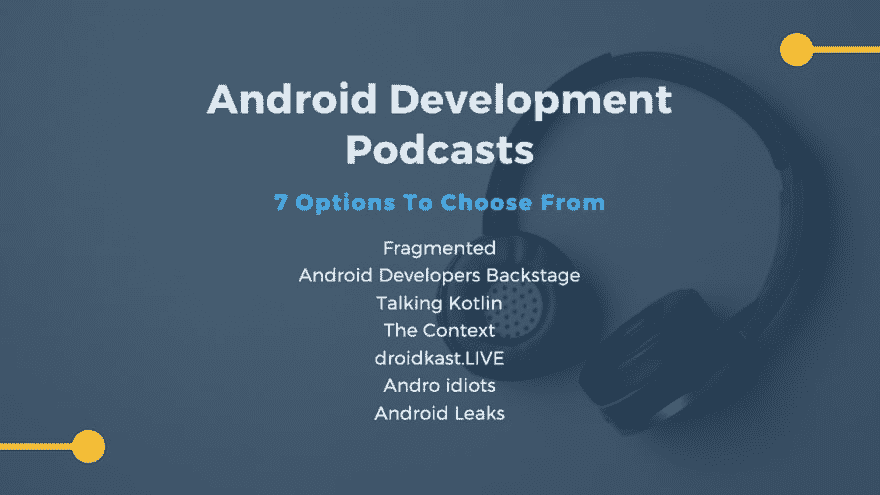 Android Development
Podcasts
7 Options To Choose From
Fragmented
Android Developers Backstage
Talking Kotlin
The Context
droidkast.LIVE
Andro idiots
Android Leaks